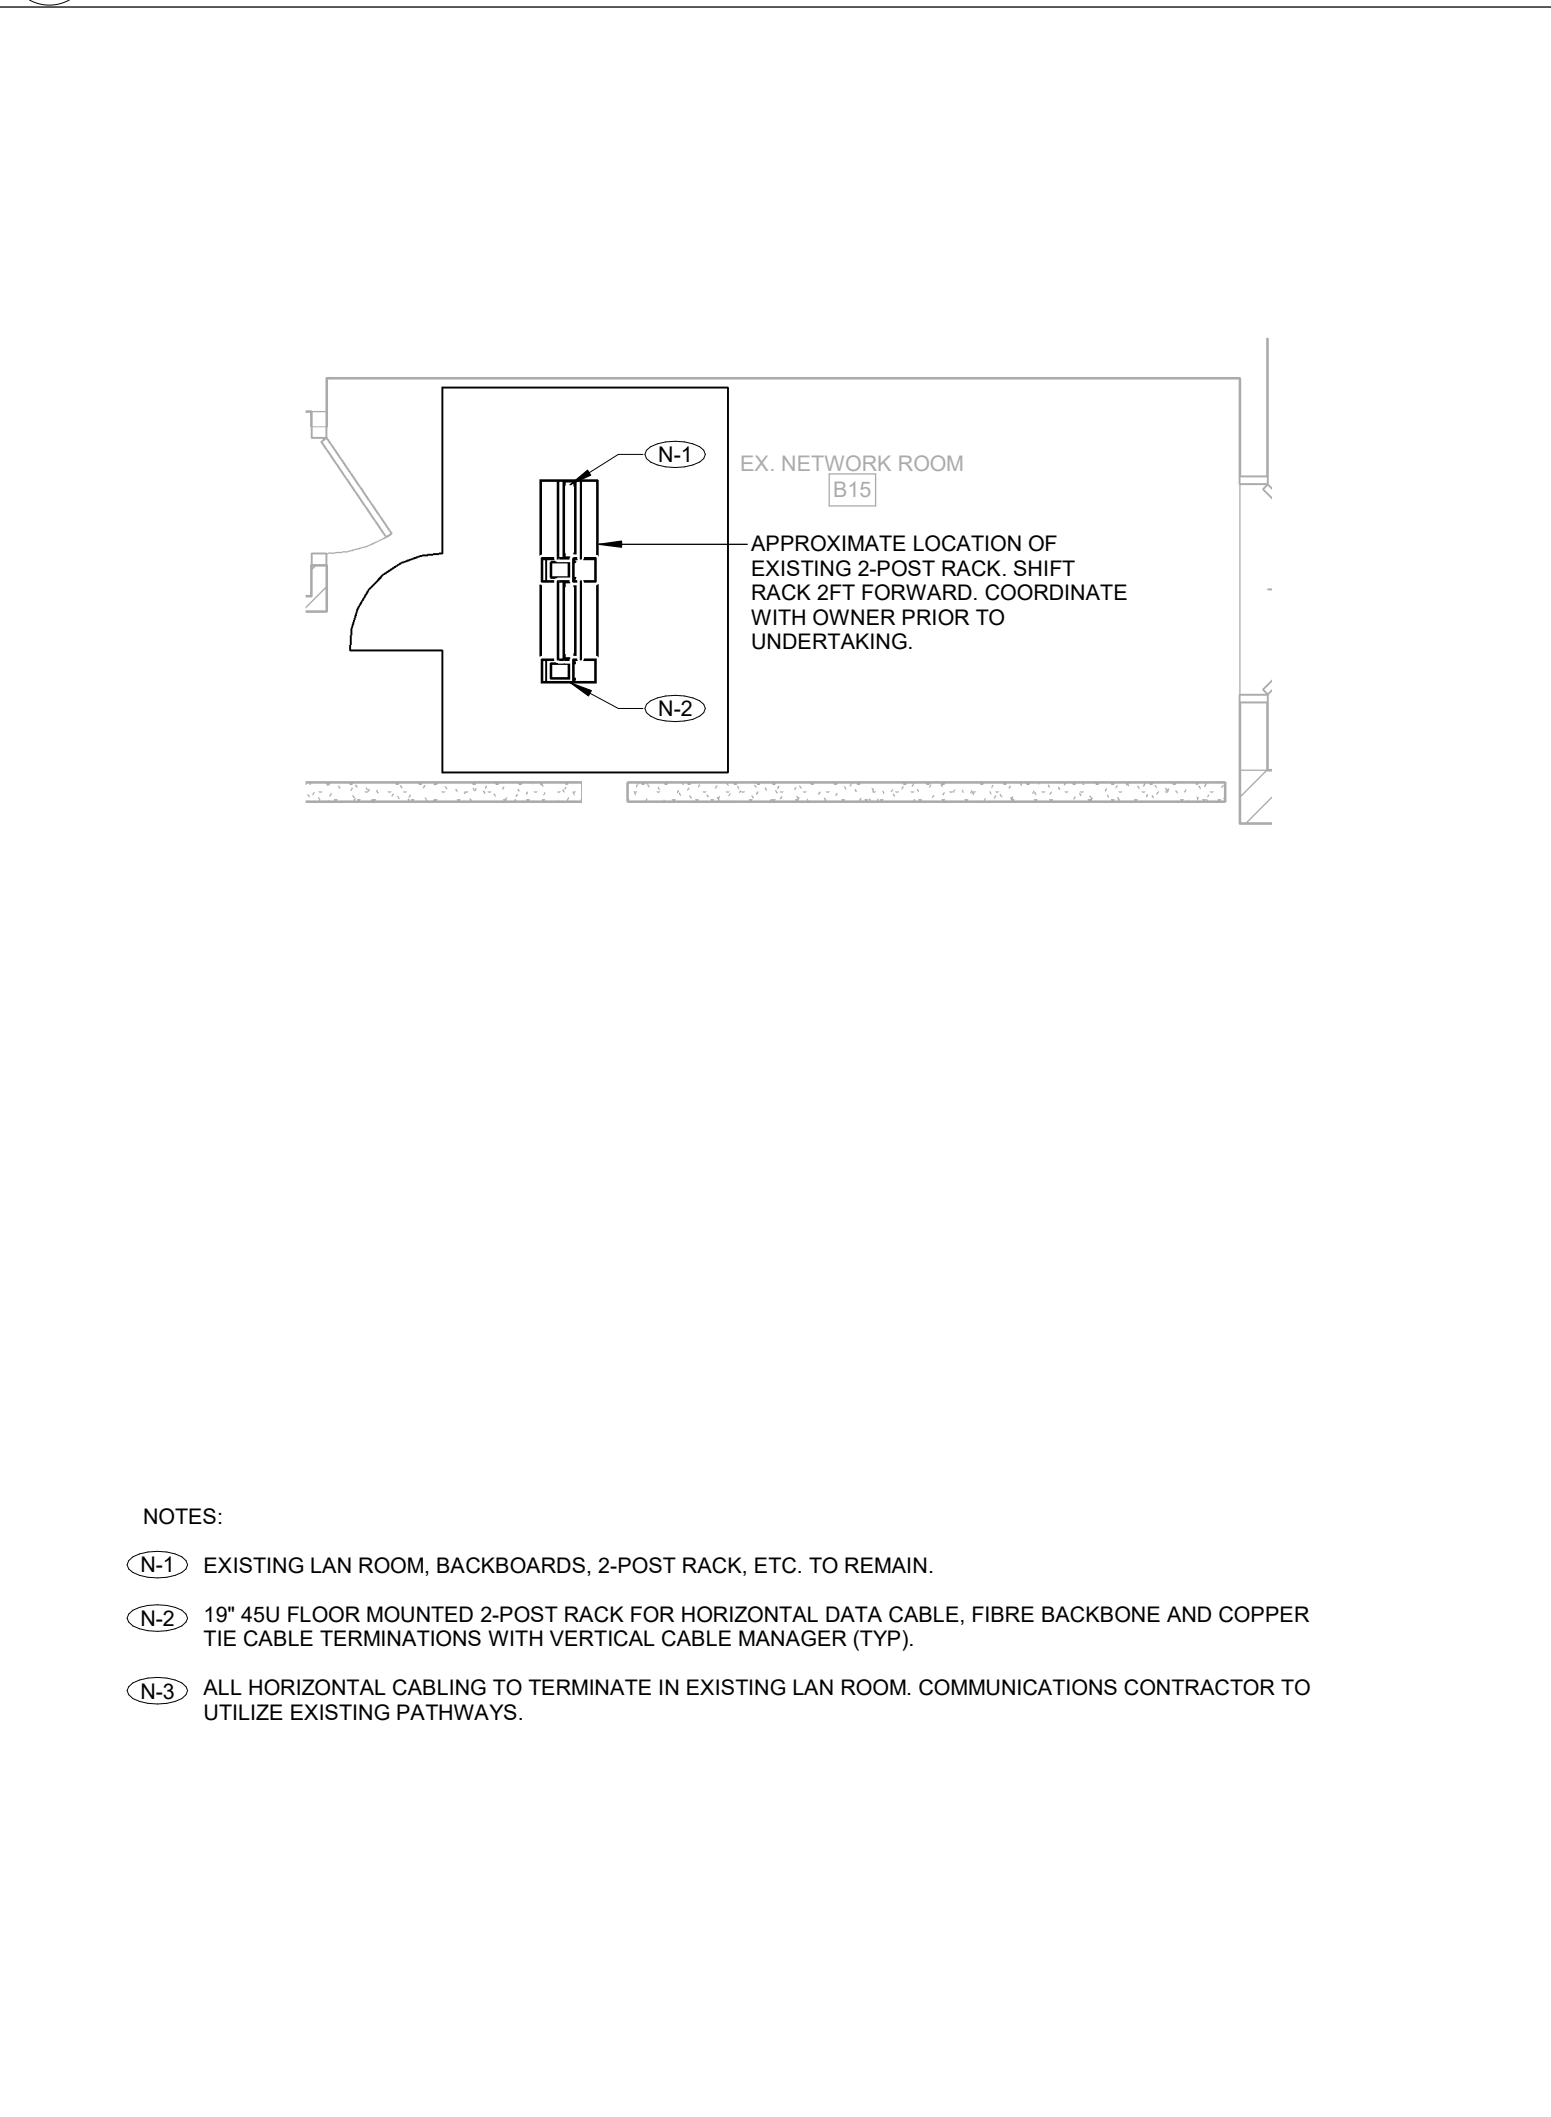 N-1
EX. NETWORK ROOM
B15
APPROXIMATE LOCATION OF
EXISTING 2-POST RACK. SHIFT
RACK 2FT FORWARD. COORDINATE
WITH OWNER PRIOR TO
UNDERTAKING.
N-2
NOTES:
N-1 EXISTING LAN ROOM, BACKBOARDS, 2-POST RACK, ETC. TO REMAIN.
N-2 19" 45U FLOOR MOUNTED 2-POST RACK FOR HORIZONTAL DATA CABLE, FIBRE BACKBONE AND COPPER
TIE CABLE TERMINATIONS WITH VERTICAL CABLE MANAGER (TYP).
N-3 ALL HORIZONTAL CABLING TO TERMINATE IN EXISTING LAN ROOM. COMMUNICATIONS CONTRACTOR TO
UTILIZE EXISTING PATHWAYS.